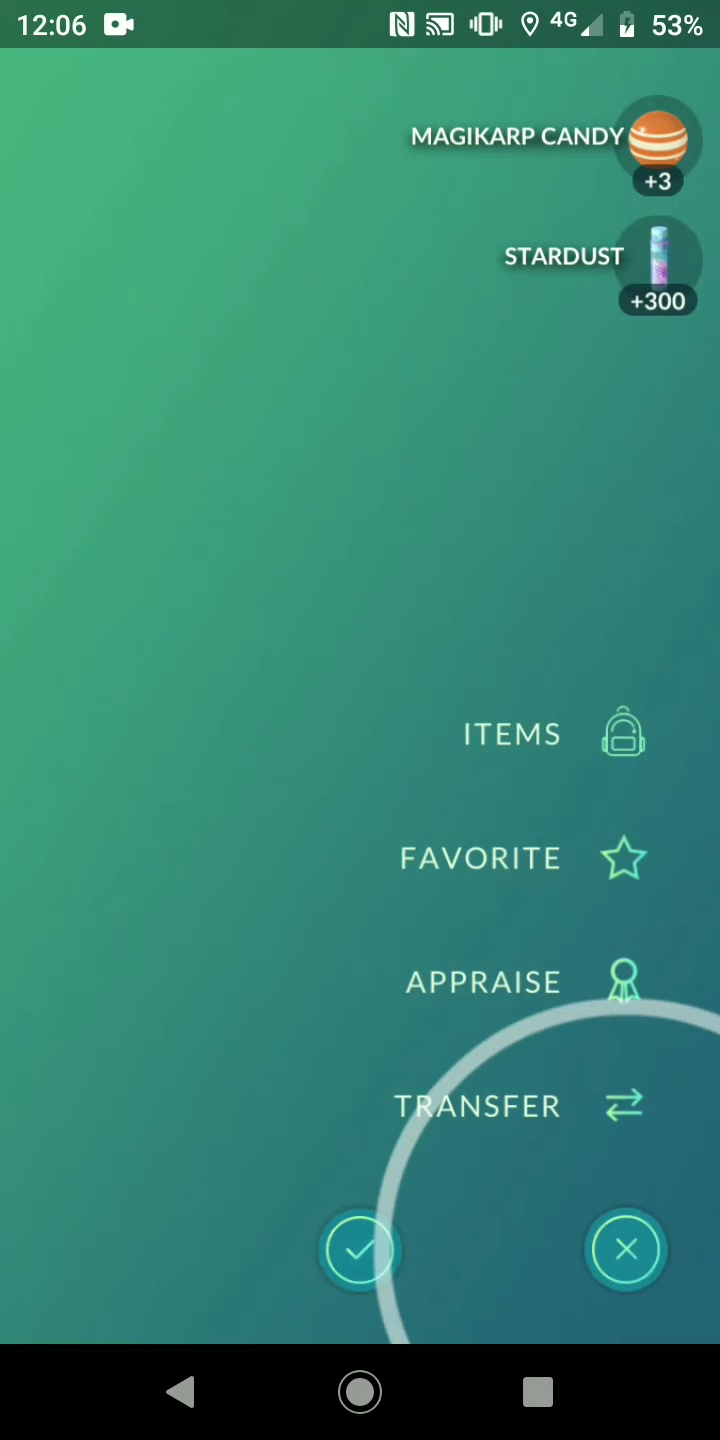 12:06 4G 53%
MAGIKARP CANDY
+3
STARDUST
+300
ITEMS
FAVORITE
APPRAISE
TRANSFER